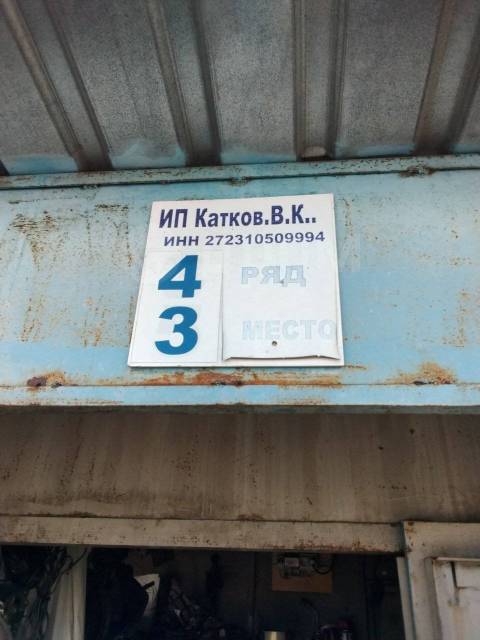 ИП Катков.В.К..
ИНН 272310509994
4 РЯД
3 МЕСТО